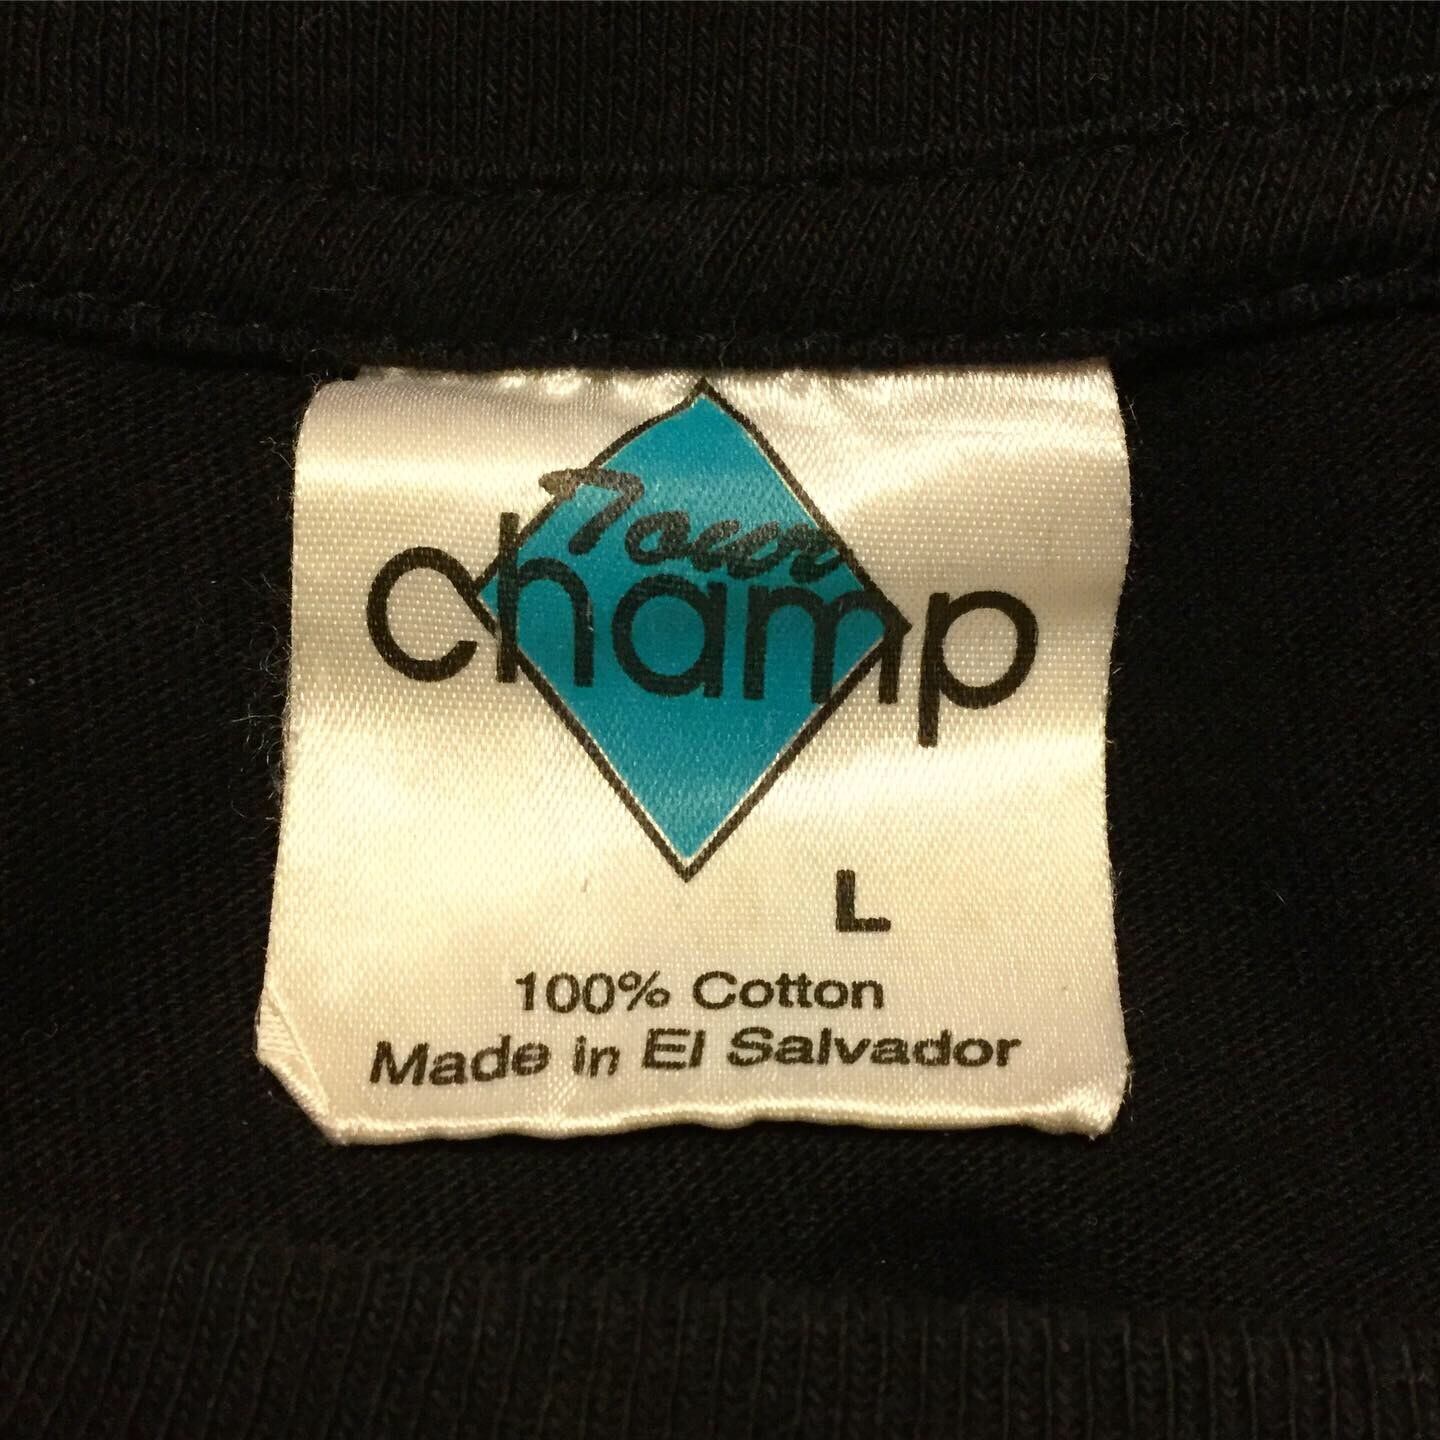 Tour
champ
L
100% Cotton
Made in El Salvador